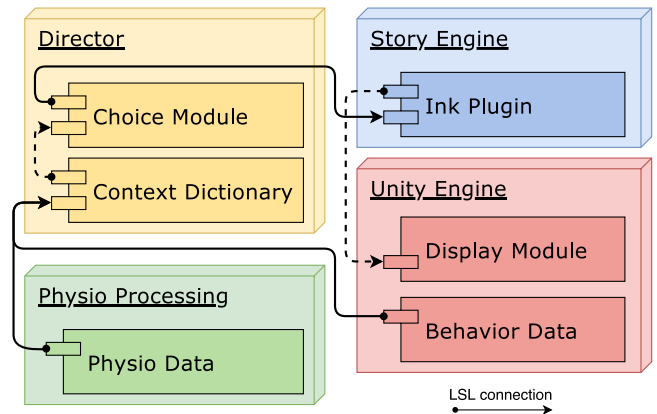 Director
Choice Module
Context Dictionary
Physio Processing
Physio Data
Story Engine
Ink Plugin
Unity Engine
Display Module
Behavior Data
LSL connection